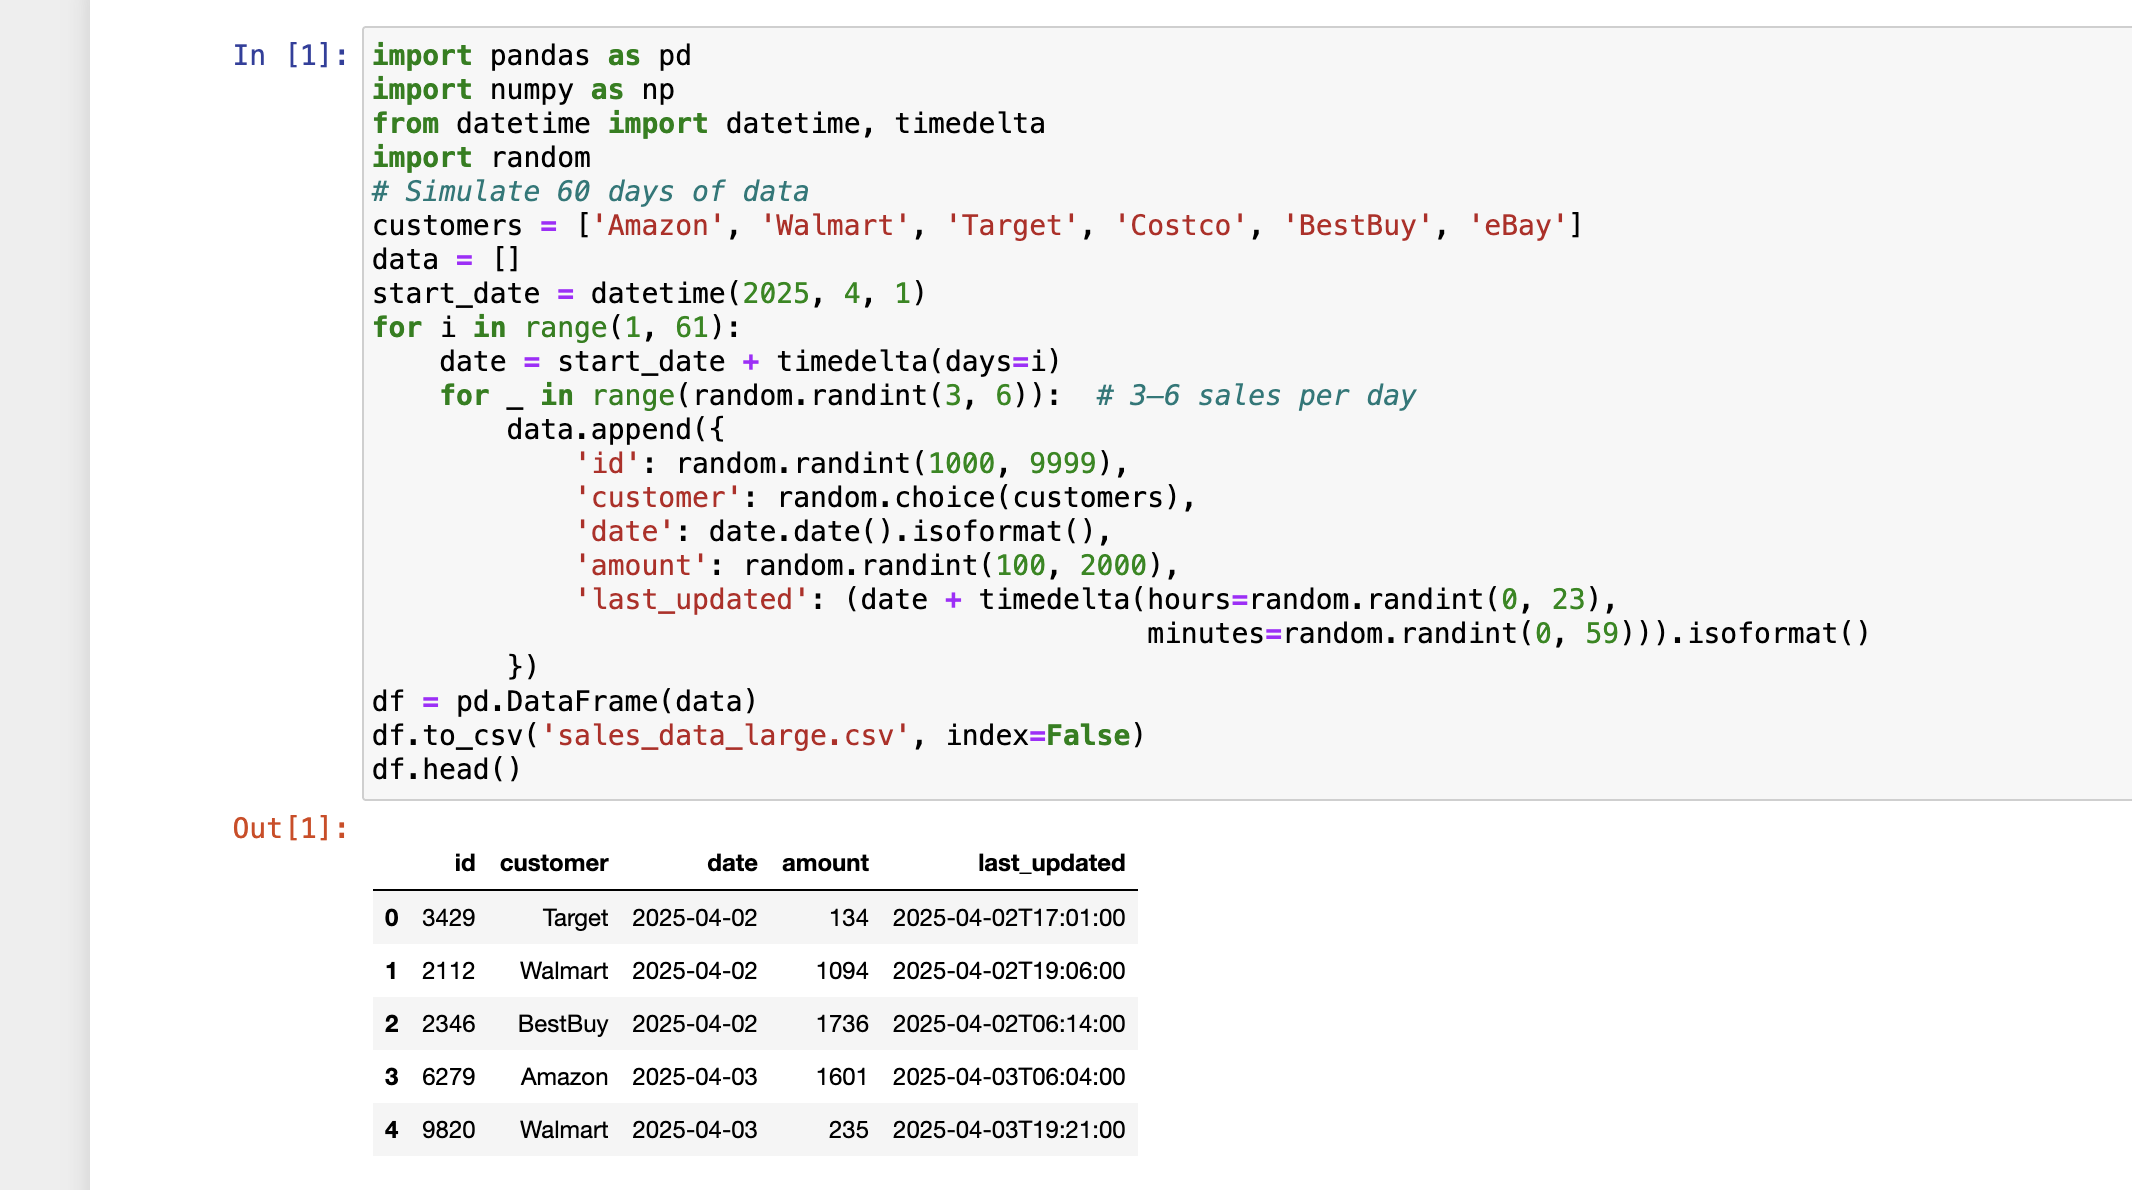 In [1]:
import pandas as pd
import numpy as np
from datetime import datetime, timedelta
import random
# Simulate 60 days of data
customers = ['Amazon', 'Walmart', 'Target', 'Costco', 'BestBuy', 'eBay']
data = []
start_date = datetime(2025, 4, 1)
for i in range(1, 61):
    date = start_date + timedelta(days=i)
    for _ in range(random.randint(3, 6)):  # 3–6 sales per day
        data.append({
            'id': random.randint(1000, 9999),
            'customer': random.choice(customers),
            'date': date.date().isoformat(),
            'amount': random.randint(100, 2000),
            'last_updated': (date + timedelta(hours=random.randint(0, 23),
                                              minutes=random.randint(0, 59))).isoformat()
        })
df = pd.DataFrame(data)
df.to_csv('sales_data_large.csv', index=False)
df.head()
Out[1]:
id customer date amount last_updated
0 3429 Target 2025-04-02 134 2025-04-02T17:01:00
1 2112 Walmart 2025-04-02 1094 2025-04-02T19:06:00
2 2346 BestBuy 2025-04-02 1736 2025-04-02T06:14:00
3 6279 Amazon 2025-04-03 1601 2025-04-03T06:04:00
4 9820 Walmart 2025-04-03 235 2025-04-03T19:21:00